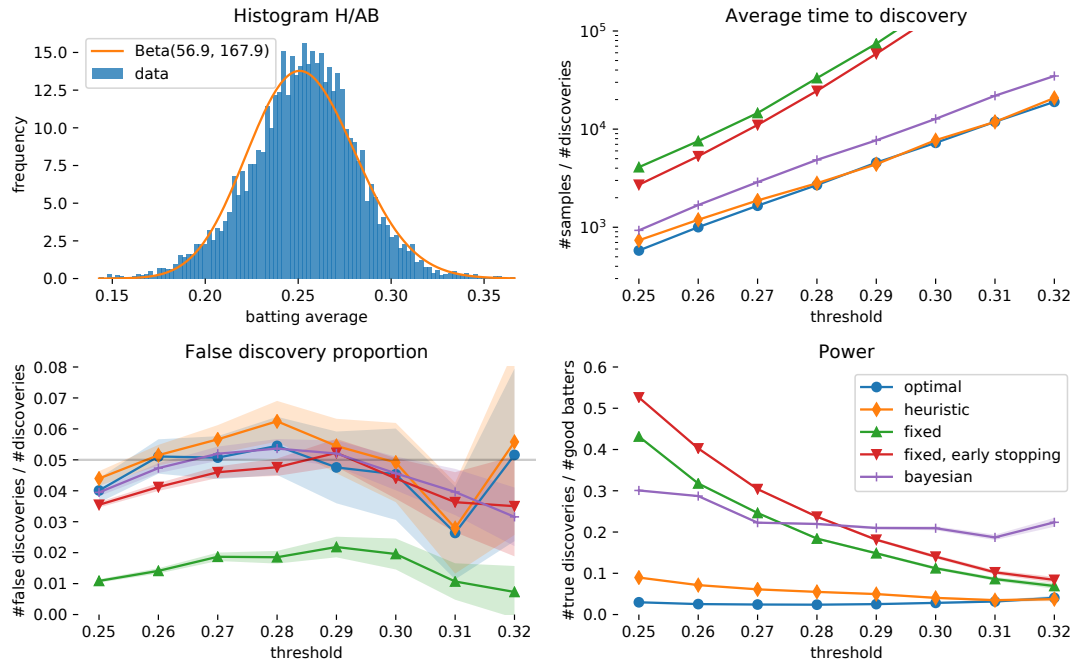 Histogram H/AB
Beta(56.9, 167.9)
data
frequency
15.0
12.5
10.0
7.5
5.0
2.5
0.0
0.15 0.20 0.25 0.30 0.35
batting average
Average time to discovery
#samples / #discoveries
10^5
10^4
10^3
0.25 0.26 0.27 0.28 0.29 0.30 0.31 0.32
threshold
False discovery proportion
#false discoveries / #discoveries
0.08
0.07
0.06
0.05
0.04
0.03
0.02
0.01
0.00
0.25 0.26 0.27 0.28 0.29 0.30 0.31 0.32
threshold
Power
#true discoveries / #good batters
0.6
0.5
0.4
0.3
0.2
0.1
0.0
optimal
heuristic
fixed
fixed, early stopping
bayesian
0.25 0.26 0.27 0.28 0.29 0.30 0.31 0.32
threshold